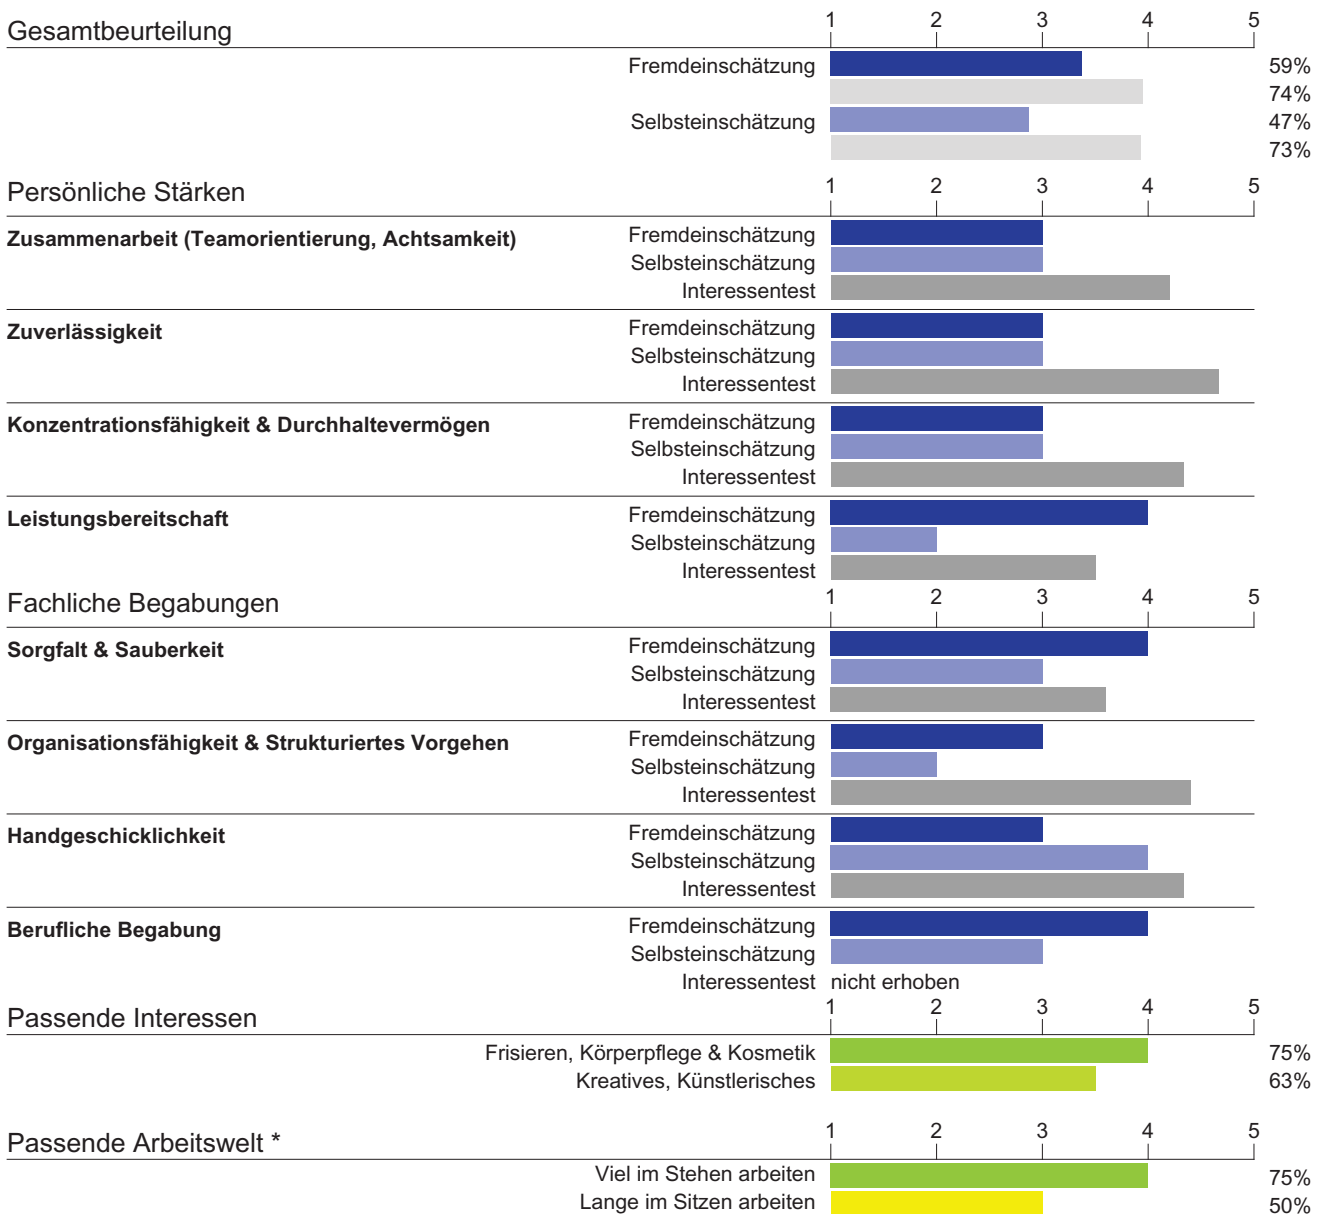 Gesamtbeurteilung 1 2 3 4 5
Fremdeinschätzung 59%
74%
Selbsteinschätzung 47%
73%
Persönliche Stärken 1 2 3 4 5
Zusammenarbeit (Teamorientierung, Achtsamkeit) Fremdeinschätzung
Selbsteinschätzung
Interessentest
Zuverlässigkeit Fremdeinschätzung
Selbsteinschätzung
Interessentest
Konzentrationsfähigkeit & Durchhaltevermögen Fremdeinschätzung
Selbsteinschätzung
Interessentest
Leistungsbereitschaft Fremdeinschätzung
Selbsteinschätzung
Interessentest
Fachliche Begabungen 1 2 3 4 5
Sorgfalt & Sauberkeit Fremdeinschätzung
Selbsteinschätzung
Interessentest
Organisationsfähigkeit & Strukturiertes Vorgehen Fremdeinschätzung
Selbsteinschätzung
Interessentest
Handgeschicklichkeit Fremdeinschätzung
Selbsteinschätzung
Interessentest
Berufliche Begabung Fremdeinschätzung
Selbsteinschätzung
Interessentest nicht erhoben
Passende Interessen 1 2 3 4 5
Frisieren, Körperpflege & Kosmetik 75%
Kreatives, Künstlerisches 63%
Passende Arbeitswelt * 1 2 3 4 5
Viel im Stehen arbeiten 75%
Lange im Sitzen arbeiten 50%